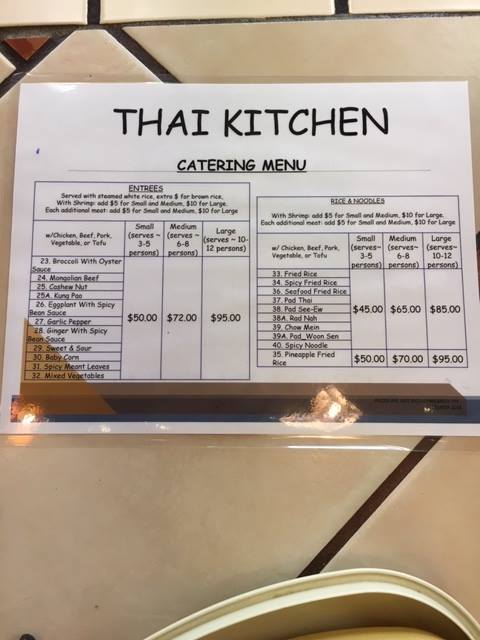 THAI KITCHEN
CATERING MENU
ENTREES
Served with steamed white rice, extra $ for brown rice,
With Shrimp: add $5 for Small and Medium, $10 for Large.
Each additional meat: add $5 for Small and Medium, $10 for Large
w/Chicken, Beef, Pork,
Vegetable, or Tofu
Small
(serves ~
3-5
persons)
Medium
(serves ~
6-8
persons)
Large
(serves ~ 10-
12 persons)
23. Broccoli With Oyster
Sauce
24. Mongolian Beef
25. Cashew Nut
25A. Kung Pao
26. Eggplant With Spicy
Bean Sauce
27. Garlic Pepper
28. Ginger With Spicy
Bean Sauce
29. Sweet & Sour
30. Baby Corn
31. Spicy Meant Leaves
32. Mixed Vegetables
$50.00 $72.00 $95.00
RICE & NOODLES
With Shrimp: add $5 for Small and Medium, $10 for Large.
Each additional meat: add $5 for Small and Medium, $10 for Large
w/ Chicken, Beef, Pork,
Vegetable, or Tofu
Small
(serves ~
3-5
persons)
Medium
(serves ~
6-8
persons)
Large
(serves ~
10-12
persons)
33. Fried Rice
34. Spicy Fried Rice
36. Seafood Fried Rice
37. Pad Thai
38. Pad See-Ew
38A. Rad Nah
39. Chow Mein
39A. Pad_Woon Sen
40. Spicy Noodle
$45.00 $65.00 $85.00
35. Pineapple Fried
Rice
$50.00 $70.00 $95.00